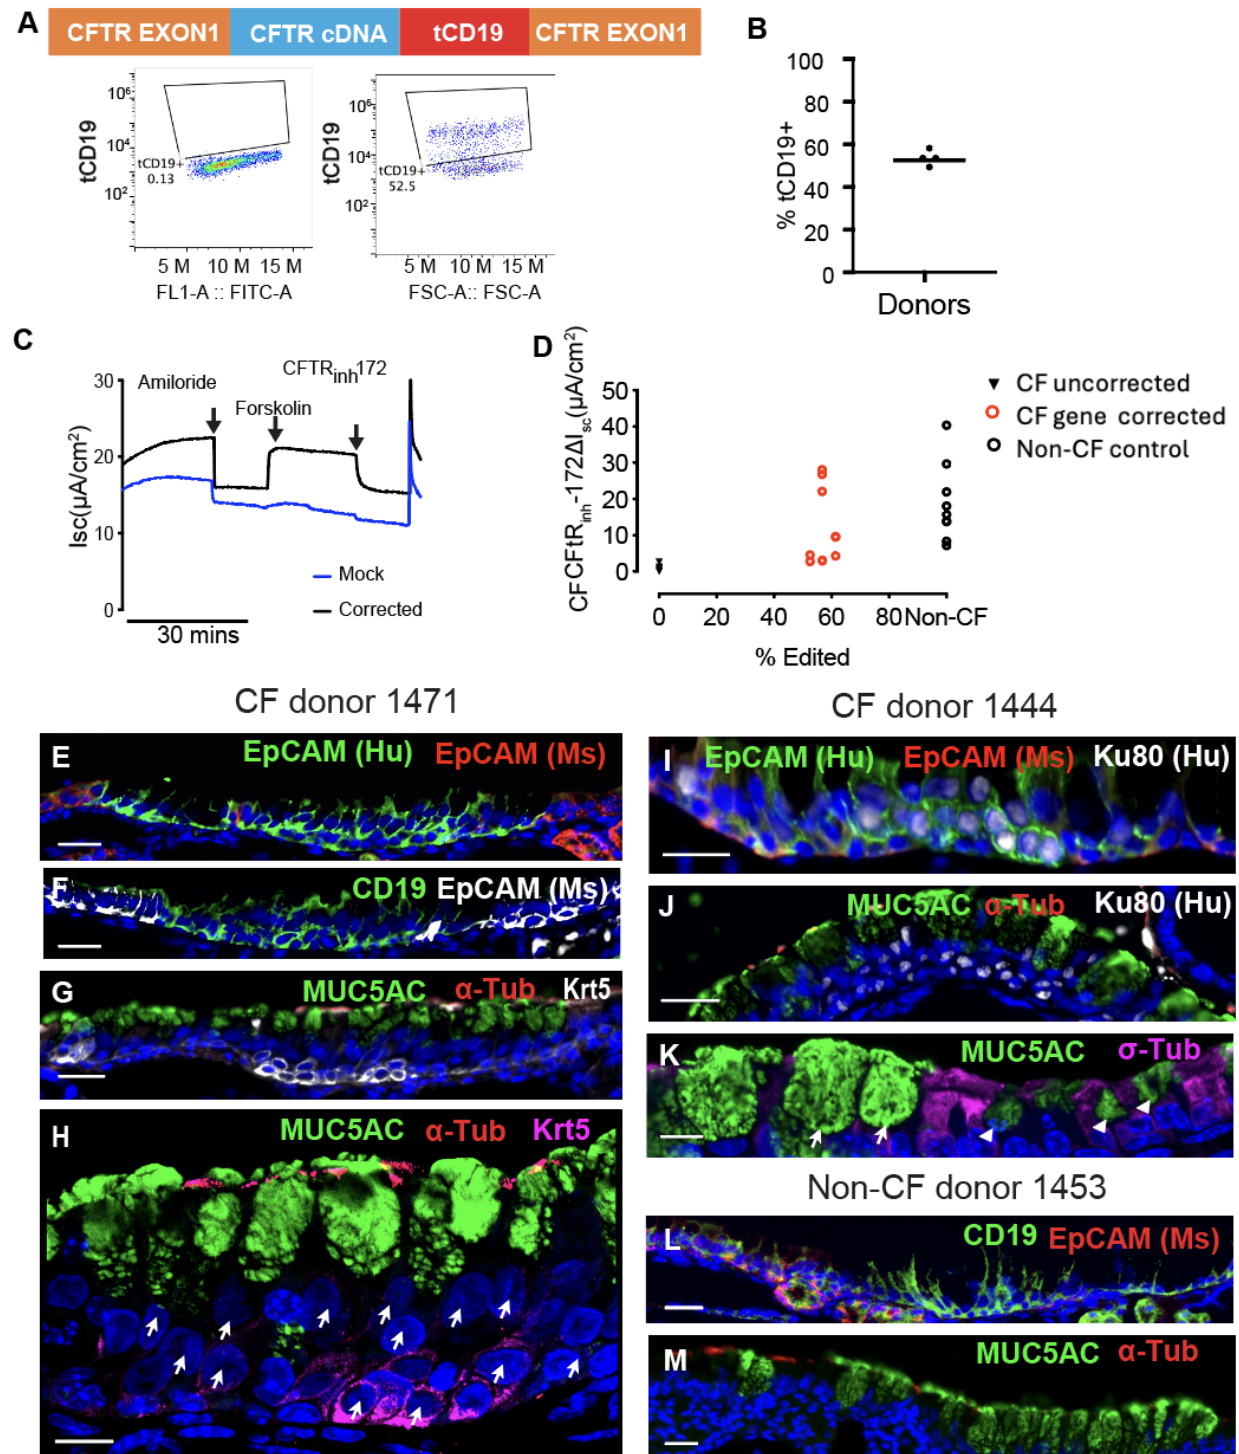 A
CFTR EXON1 CFTR cDNA tCD19 CFTR EXON1
tCD19
10⁶
10⁴
10²
tCD19+
0.13
5 M 10 M 15 M
FL1-A :: FITC-A
tCD19
10⁶
10⁴
10²
tCD19+
52.5
5 M 10 M 15 M
FSC-A:: FSC-A
B
% tCD19+
100
80
60
40
20
0
Donors
C
Isc(µA/cm²)
30
20
10
0
Amiloride
Forskolin
CFTRinh172
Mock
Corrected
30 mins
D
CFCFtRinh-172ΔIsc(µA/cm²)
50
40
30
20
10
0
0 20 40 60 80 Non-CF
% Edited
CF uncorrected
CF gene corrected
Non-CF control
CF donor 1471
E
EpCAM (Hu) EpCAM (Ms)
F
CD19 EpCAM (Ms)
G
MUC5AC α-Tub Krt5
H
MUC5AC α-Tub Krt5
CF donor 1444
I
EpCAM (Hu) EpCAM (Ms) Ku80 (Hu)
J
MUC5AC α-Tub Ku80 (Hu)
K
MUC5AC σ-Tub
Non-CF donor 1453
L
CD19 EpCAM (Ms)
M
MUC5AC α-Tub